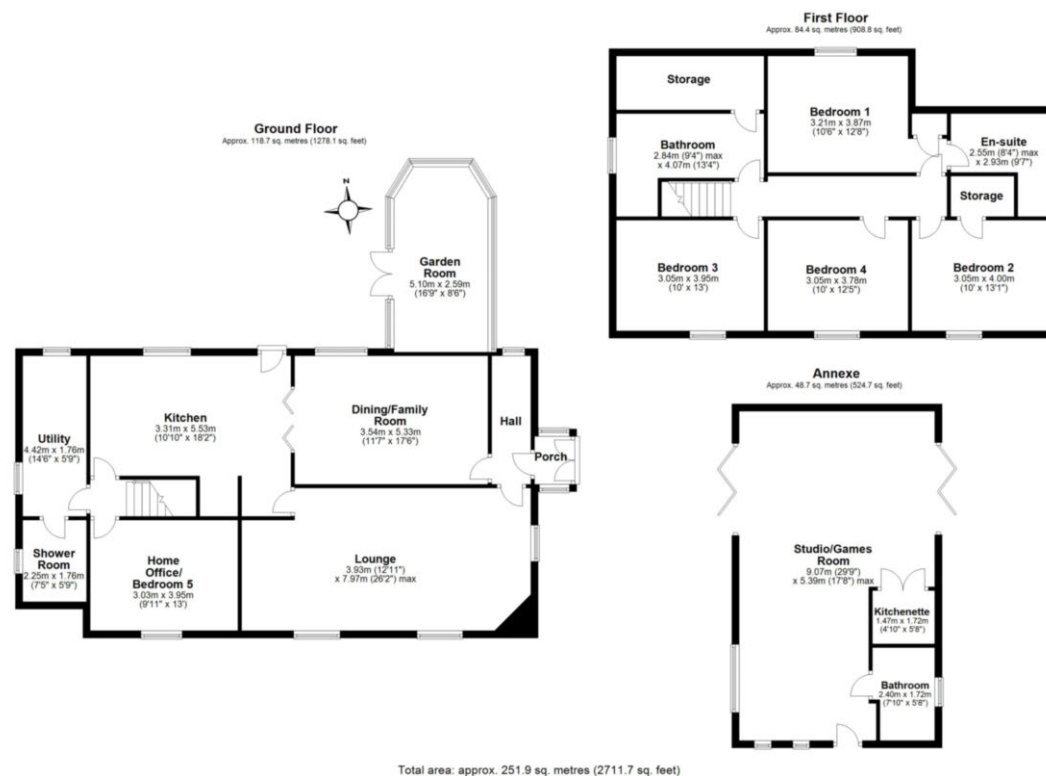 Ground Floor
Approx. 118.7 sq. metres (1278.1 sq. feet)
N
Garden
Room
5.10m x 2.59m
(16'9" x 8'6")
Kitchen
3.31m x 5.53m
(10'10" x 18'2")
Dining/Family
Room
3.54m x 5.33m
(11'7" x 17'6")
Hall
Porch
Utility
4.42m x 1.76m
(14'6" x 5'9")
Shower
Room
2.25m x 1.76m
(7'5" x 5'9")
Home
Office/
Bedroom 5
3.03m x 3.95m
(9'11" x 13')
Lounge
3.93m (12'11")
x 7.97m (26'2") max
First Floor
Approx. 84.4 sq. metres (908.8 sq. feet)
Storage
Bedroom 1
3.21m x 3.87m
(10'6" x 12'8")
Bathroom
2.84m (9'4") max
x 4.07m (13'4")
En-suite
2.55m (8'4") max
x 2.93m (9'7")
Storage
Bedroom 3
3.05m x 3.95m
(10' x 13')
Bedroom 4
3.05m x 3.78m
(10' x 12'5")
Bedroom 2
3.05m x 4.00m
(10' x 13'1")
Annexe
Approx. 48.7 sq. metres (524.7 sq. feet)
Studio/Games
Room
9.07m (29'9")
x 5.39m (17'8") max
Kitchenette
1.47m x 1.72m
(4'10" x 5'8")
Bathroom
2.40m x 1.72m
(7'10" x 5'8")
Total area: approx. 251.9 sq. metres (2711.7 sq. feet)